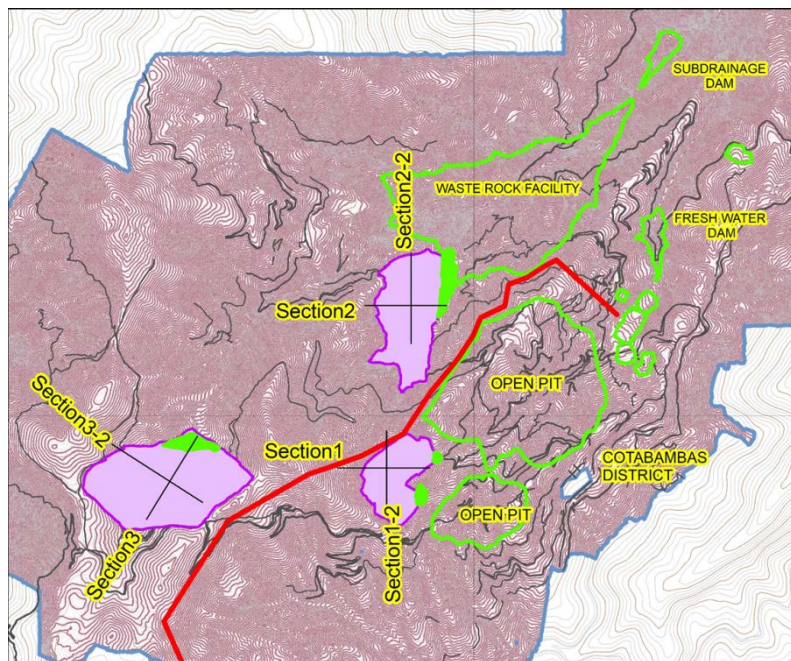 SUBDRAINAGE
DAM
Section2-2
WASTE ROCK FACILITY
FRESH WATER
DAM
Section2
Section3-2
OPEN PIT
Section1
COTABAMBAS
DISTRICT
OPEN PIT
Section1-2
Section3